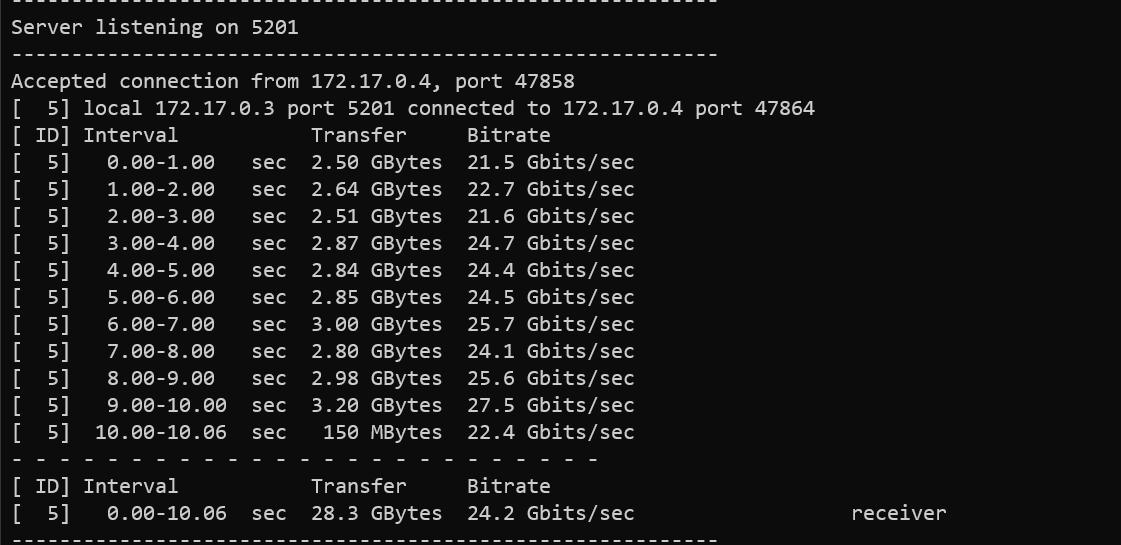 -----------------------------------------------------------
Server listening on 5201
-----------------------------------------------------------
Accepted connection from 172.17.0.4, port 47858
[  5] local 172.17.0.3 port 5201 connected to 172.17.0.4 port 47864
[ ID] Interval           Transfer     Bitrate
[  5]   0.00-1.00   sec  2.50 GBytes  21.5 Gbits/sec
[  5]   1.00-2.00   sec  2.64 GBytes  22.7 Gbits/sec
[  5]   2.00-3.00   sec  2.51 GBytes  21.6 Gbits/sec
[  5]   3.00-4.00   sec  2.87 GBytes  24.7 Gbits/sec
[  5]   4.00-5.00   sec  2.84 GBytes  24.4 Gbits/sec
[  5]   5.00-6.00   sec  2.85 GBytes  24.5 Gbits/sec
[  5]   6.00-7.00   sec  3.00 GBytes  25.7 Gbits/sec
[  5]   7.00-8.00   sec  2.80 GBytes  24.1 Gbits/sec
[  5]   8.00-9.00   sec  2.98 GBytes  25.6 Gbits/sec
[  5]   9.00-10.00  sec  3.20 GBytes  27.5 Gbits/sec
[  5]  10.00-10.06  sec   150 MBytes  22.4 Gbits/sec
- - - - - - - - - - - - - - - - - - - - - - - - -
[ ID] Interval           Transfer     Bitrate
[  5]   0.00-10.06  sec  28.3 GBytes  24.2 Gbits/sec                  receiver
-----------------------------------------------------------